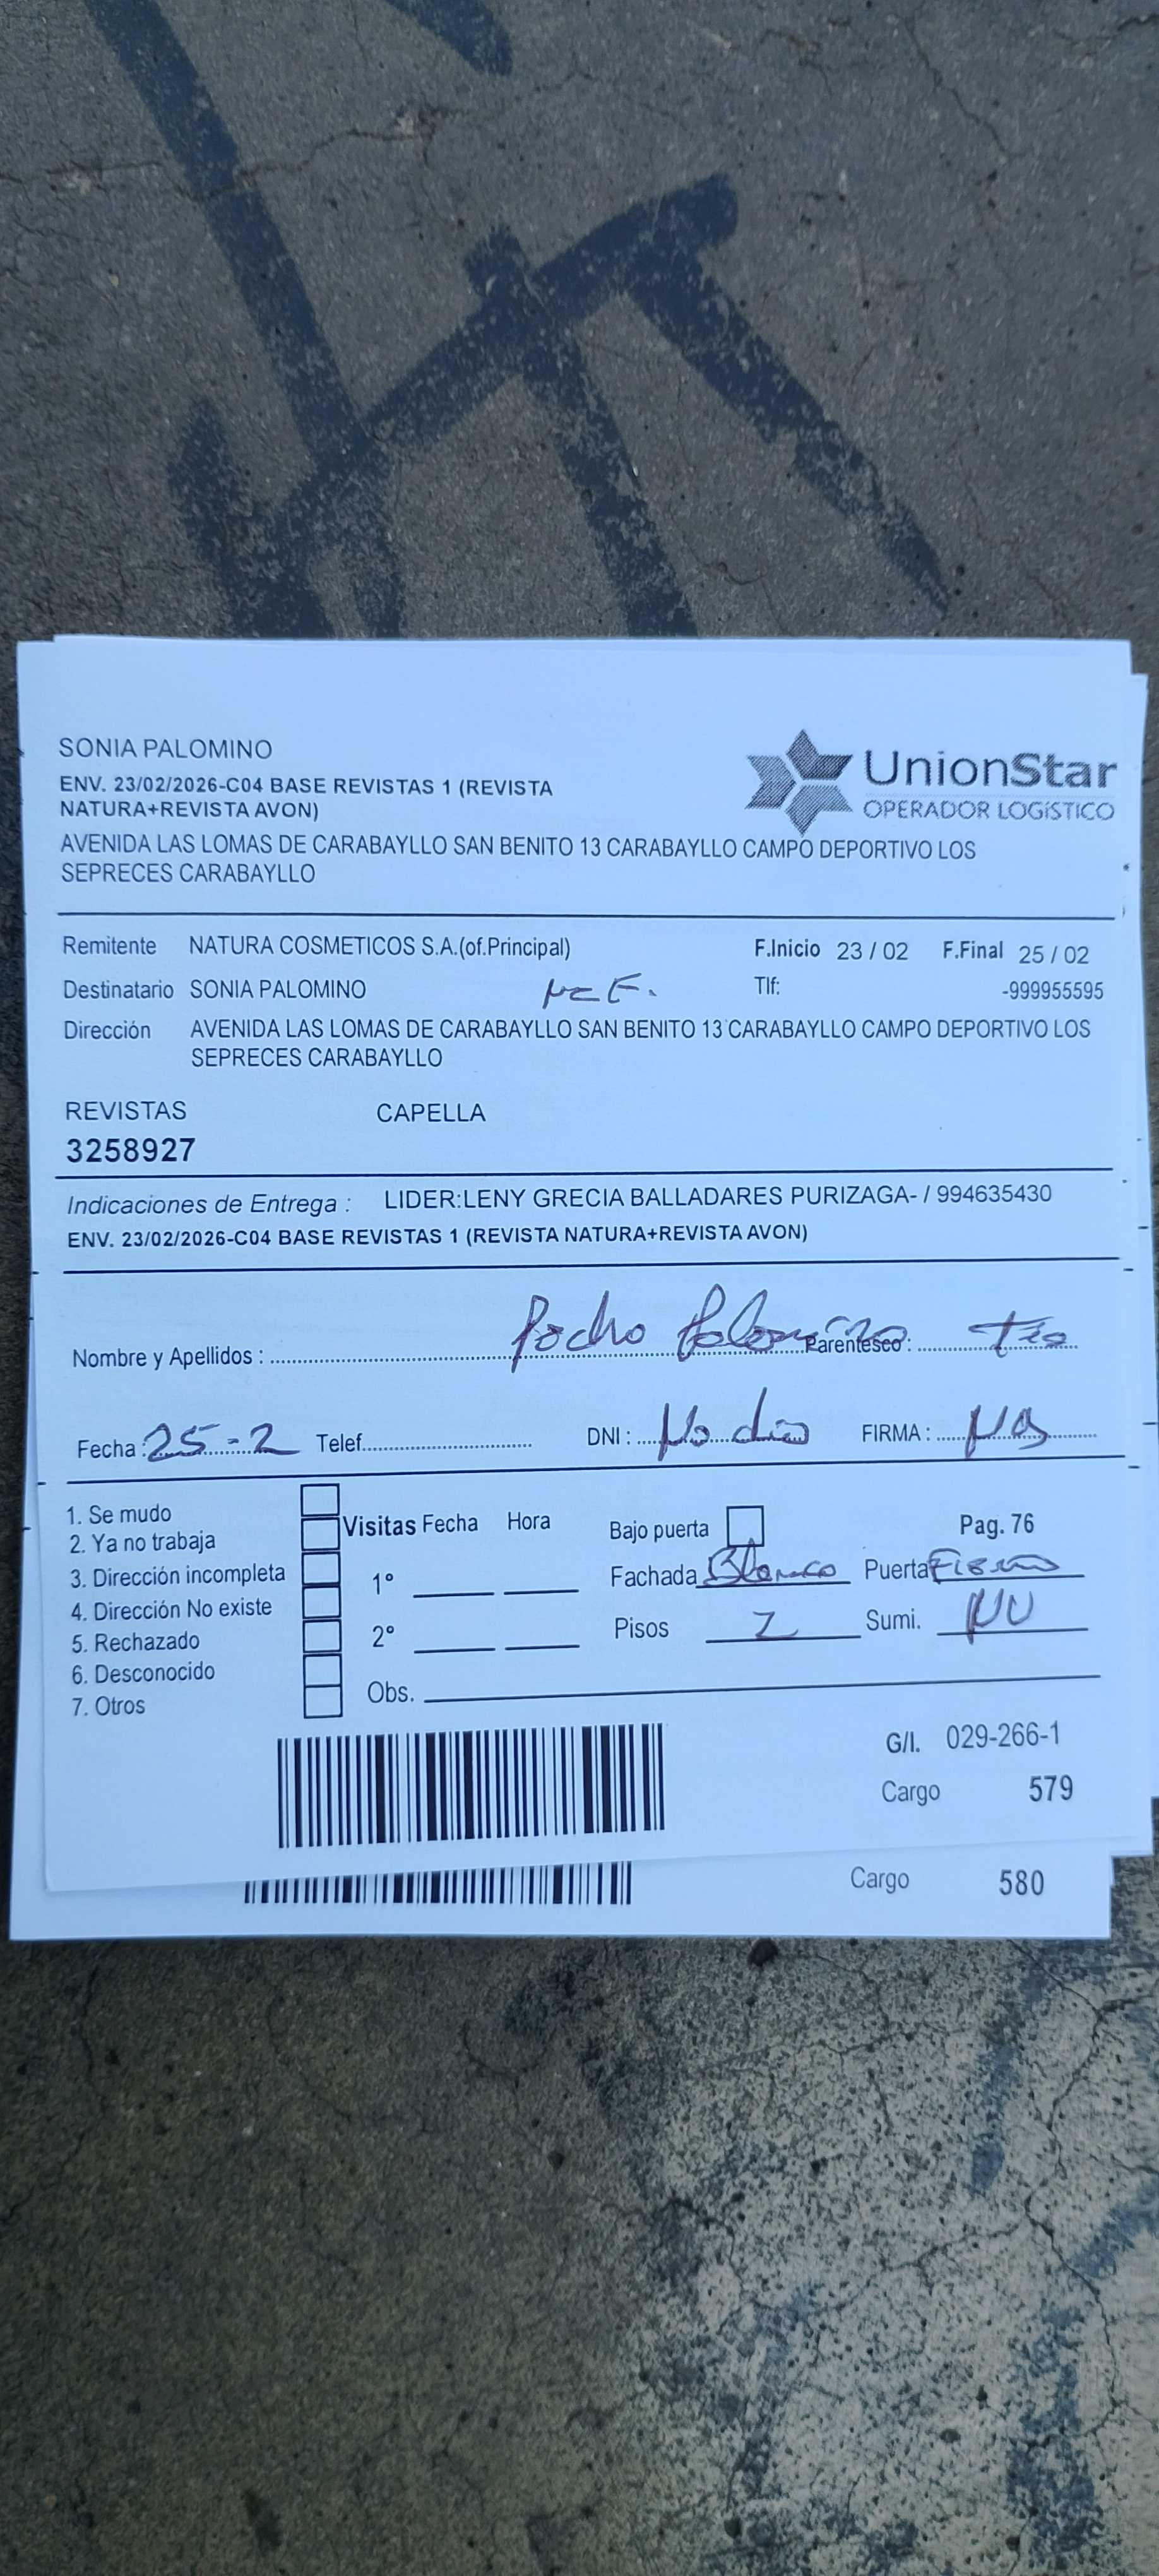 SONIA PALOMINO
ENV. 23/02/2026-C04 BASE REVISTAS 1 (REVISTA
NATURA+REVISTA AVON)
UnionStar
OPERADOR LOGíSTICO
AVENIDA LAS LOMAS DE CARABAYLLO SAN BENITO 13 CARABAYLLO CAMPO DEPORTIVO LOS
SEPRECES CARABAYLLO
Remitente NATURA COSMETICOS S.A.(of.Principal) F.Inicio 23 / 02 F.Final 25 / 02
Destinatario SONIA PALOMINO Tlf: -999955595
Dirección AVENIDA LAS LOMAS DE CARABAYLLO SAN BENITO 13 CARABAYLLO CAMPO DEPORTIVO LOS
SEPRECES CARABAYLLO
REVISTAS CAPELLA
3258927
Indicaciones de Entrega : LIDER:LENY GRECIA BALLADARES PURIZAGA- / 994635430
ENV. 23/02/2026-C04 BASE REVISTAS 1 (REVISTA NATURA+REVISTA AVON)
Nombre y Apellidos : Pedro Palomino Parentesco : Tio
Fecha : 25-2 Telef. DNI : No dio FIRMA : No
1. Se mudo
2. Ya no trabaja
3. Dirección incompleta
4. Dirección No existe
5. Rechazado
6. Desconocido
7. Otros
Visitas Fecha Hora
1°
2°
Obs.
Bajo puerta Pag. 76
Fachada Blanco Puerta Fierro
Pisos Sumi.
G/I. 029-266-1
Cargo 579
Cargo 580